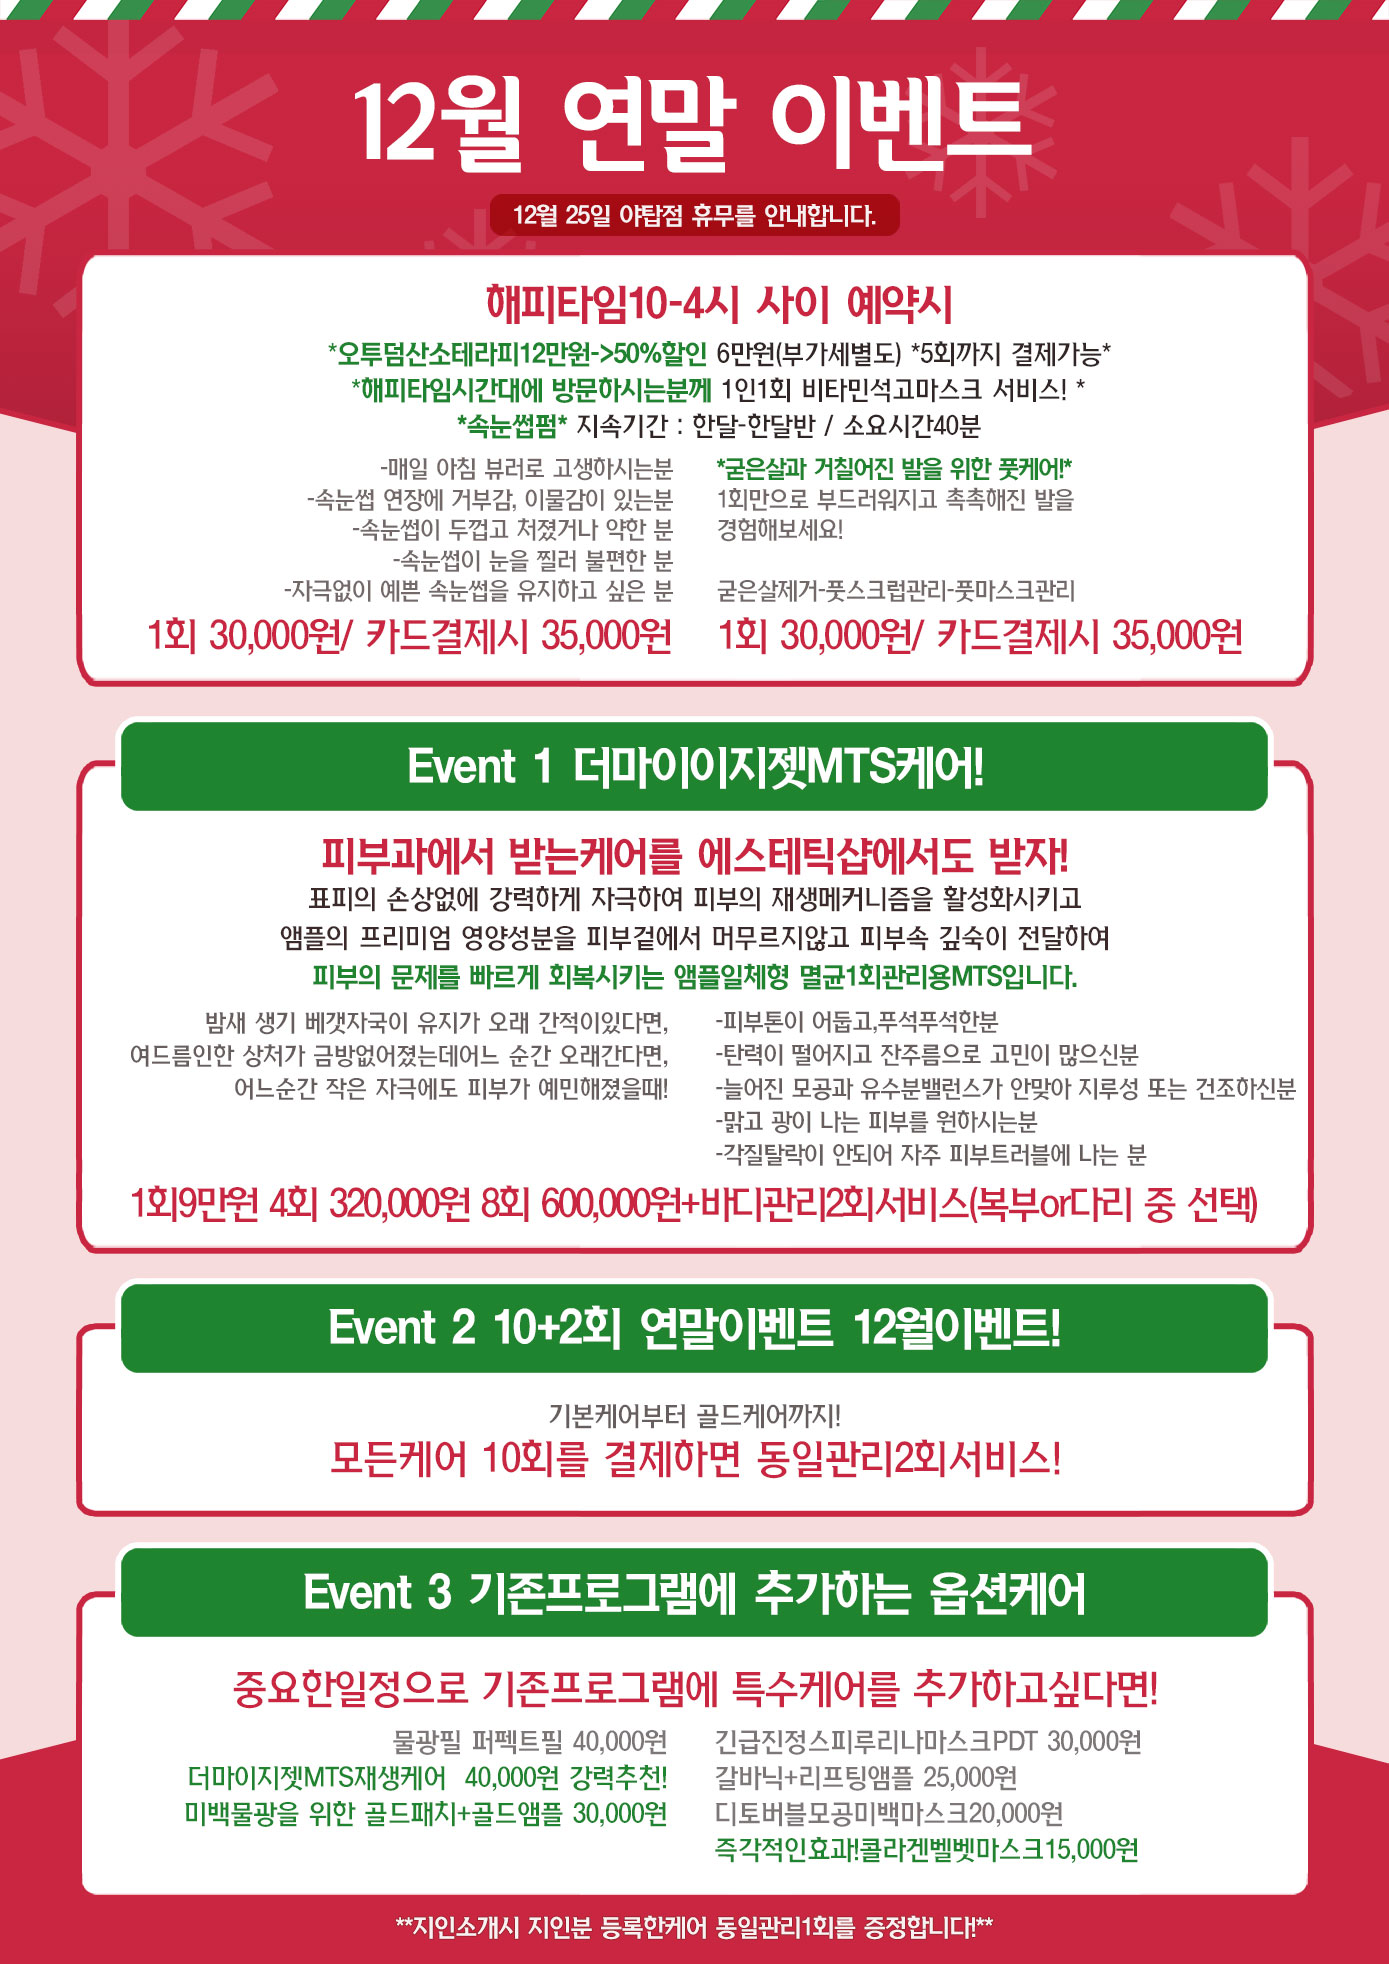 12월 연말 이벤트
12월 25일 야탑점 휴무를 안내합니다.
해피타임10-4시 사이 예약시
*오투덤산소테라피12만원->50%할인 6만원(부가세별도) *5회까지 결제가능*
*해피타임시간대에 방문하시는분께 1인1회 비타민석고마스크 서비스! *
*속눈썹펌* 지속기간 : 한달-한달반 / 소요시간40분
-매일 아침 뷰러로 고생하시는분
-속눈썹 연장에 거부감, 이물감이 있는분
-속눈썹이 두껍고 처졌거나 약한 분
-속눈썹이 눈을 찔러 불편한 분
-자극없이 예쁜 속눈썹을 유지하고 싶은 분
1회 30,000원/ 카드결제시 35,000원
*굳은살과 거칠어진 발을 위한 풋케어!*
1회만으로 부드러워지고 촉촉해진 발을
경험해보세요!
굳은살제거-풋스크럽관리-풋마스크관리
1회 30,000원/ 카드결제시 35,000원
Event 1 더마이이지젯MTS케어!
피부과에서 받는케어를 에스테틱샵에서도 받자!
표피의 손상없에 강력하게 자극하여 피부의 재생메커니즘을 활성화시키고
앰플의 프리미엄 영양성분을 피부겉에서 머무르지않고 피부속 깊숙이 전달하여
피부의 문제를 빠르게 회복시키는 앰플일체형 멸균1회관리용MTS입니다.
밤새 생기 베갯자국이 유지가 오래 간적이있다면,
여드름인한 상처가 금방없어졌는데어느 순간 오래간다면,
어느순간 작은 자극에도 피부가 예민해졌을때!
-피부톤이 어둡고,푸석푸석한분
-탄력이 떨어지고 잔주름으로 고민이 많으신분
-늘어진 모공과 유수분밸런스가 안맞아 지루성 또는 건조하신분
-맑고 광이 나는 피부를 원하시는분
-각질탈락이 안되어 자주 피부트러블에 나는 분
1회9만원 4회 320,000원 8회 600,000원+바디관리2회서비스(복부or다리 중 선택)
Event 2 10+2회 연말이벤트 12월이벤트!
기본케어부터 골드케어까지!
모든케어 10회를 결제하면 동일관리2회서비스!
Event 3 기존프로그램에 추가하는 옵션케어
중요한일정으로 기존프로그램에 특수케어를 추가하고싶다면!
물광필 퍼펙트필 40,000원
더마이지젯MTS재생케어 40,000원 강력추천!
미백물광을 위한 골드패치+골드앰플 30,000원
긴급진정스피루리나마스크PDT 30,000원
갈바닉+리프팅앰플 25,000원
디토버블모공미백마스크20,000원
즉각적인효과!콜라겐벨벳마스크15,000원
**지인소개시 지인분 등록한케어 동일관리1회를 증정합니다!**